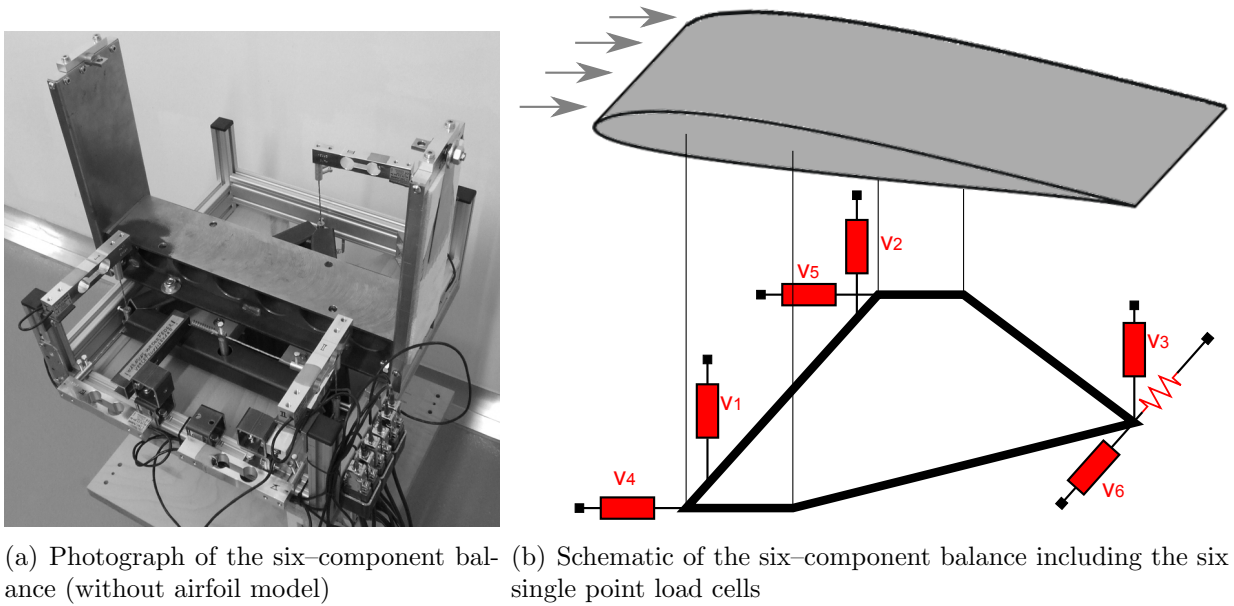 V2
V5
V3
V1
V4
V6
(a) Photograph of the six–component bal-
ance (without airfoil model)
(b) Schematic of the six–component balance including the six
single point load cells